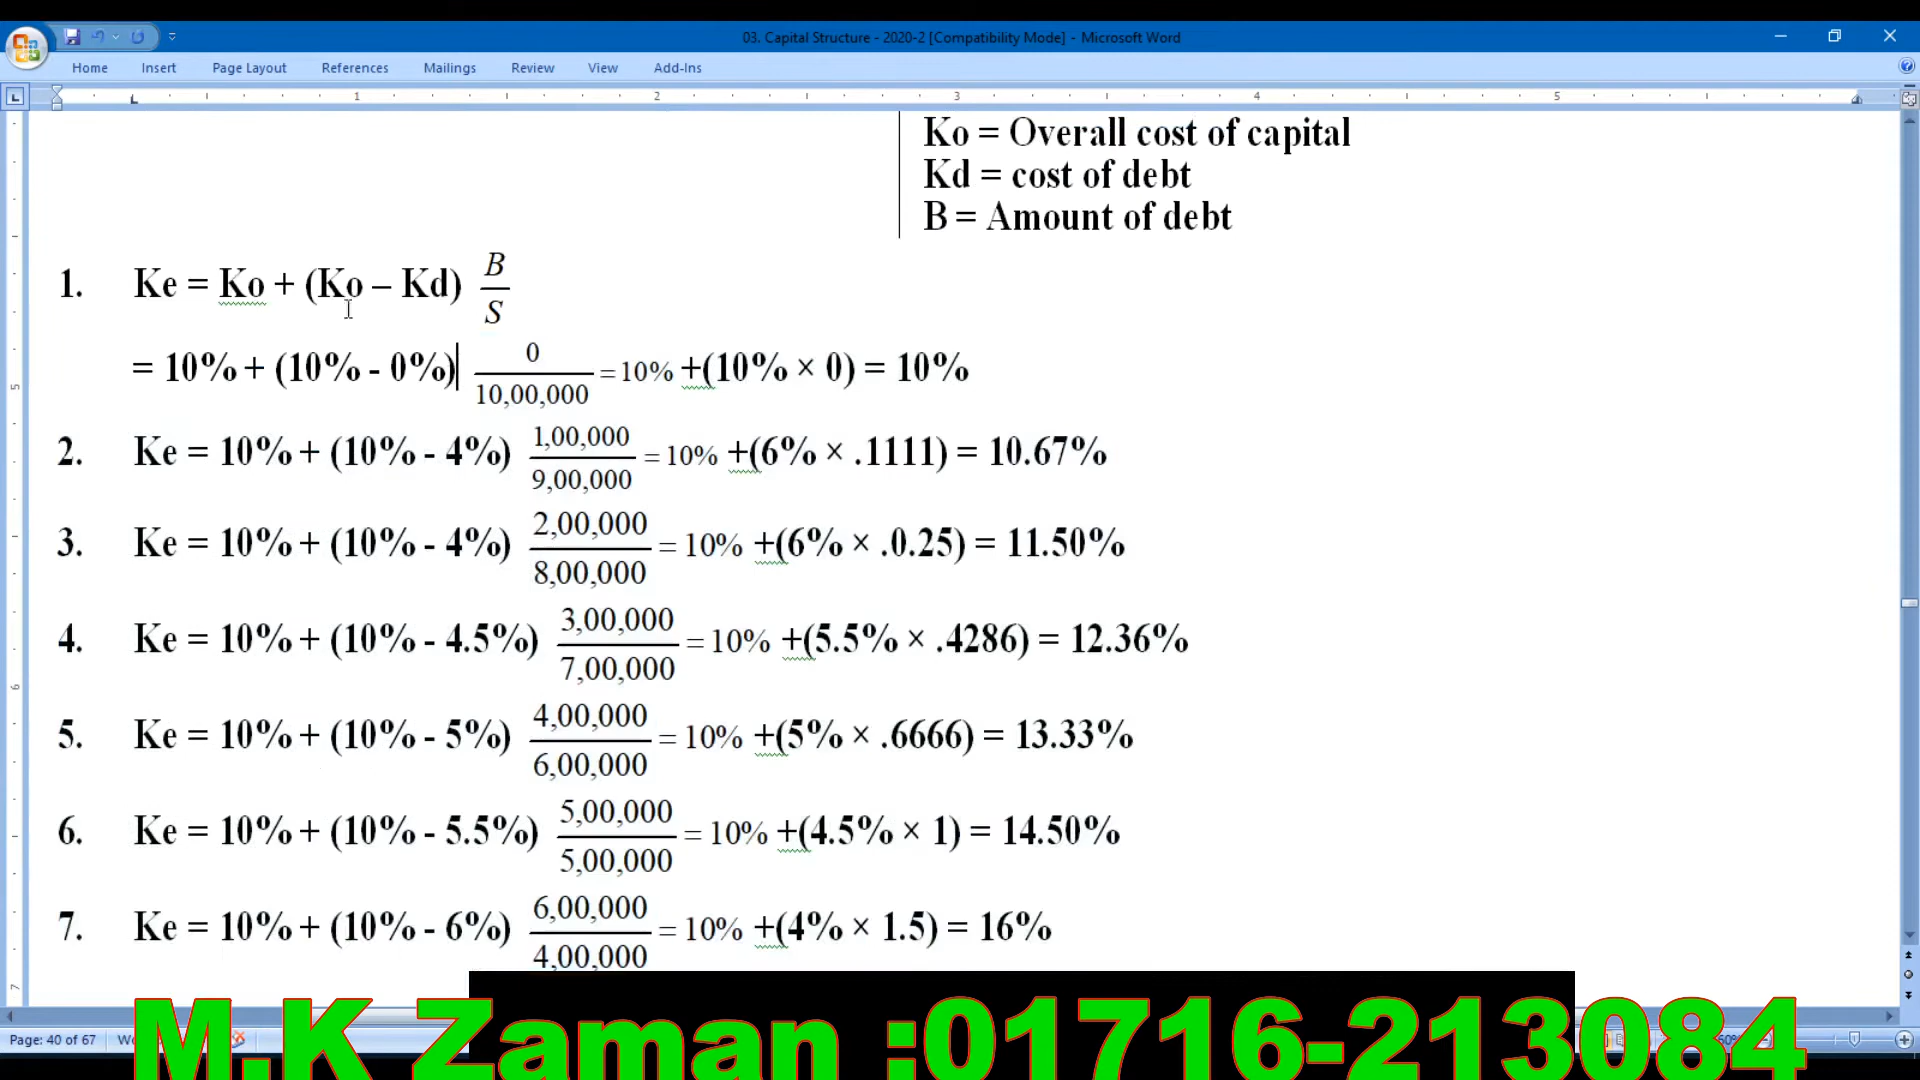 03. Capital Structure - 2020-2 [Compatibility Mode] - Microsoft Word
Home Insert Page Layout References Mailings Review View Add-Ins
1 2 3 4 5
Ko = Overall cost of capital
Kd = cost of debt
B = Amount of debt
1. Ke = Ko + (Ko – Kd) B/S
= 10% + (10% - 0%) 0/10,00,000 = 10% +(10% × 0) = 10%
2. Ke = 10% + (10% - 4%) 1,00,000/9,00,000 = 10% +(6% × .1111) = 10.67%
3. Ke = 10% + (10% - 4%) 2,00,000/8,00,000 = 10% +(6% × .0.25) = 11.50%
4. Ke = 10% + (10% - 4.5%) 3,00,000/7,00,000 = 10% +(5.5% × .4286) = 12.36%
5. Ke = 10% + (10% - 5%) 4,00,000/6,00,000 = 10% +(5% × .6666) = 13.33%
6. Ke = 10% + (10% - 5.5%) 5,00,000/5,00,000 = 10% +(4.5% × 1) = 14.50%
7. Ke = 10% + (10% - 6%) 6,00,000/4,00,000 = 10% +(4% × 1.5) = 16%
Page: 40 of 67
M.K Zaman :01716-213084